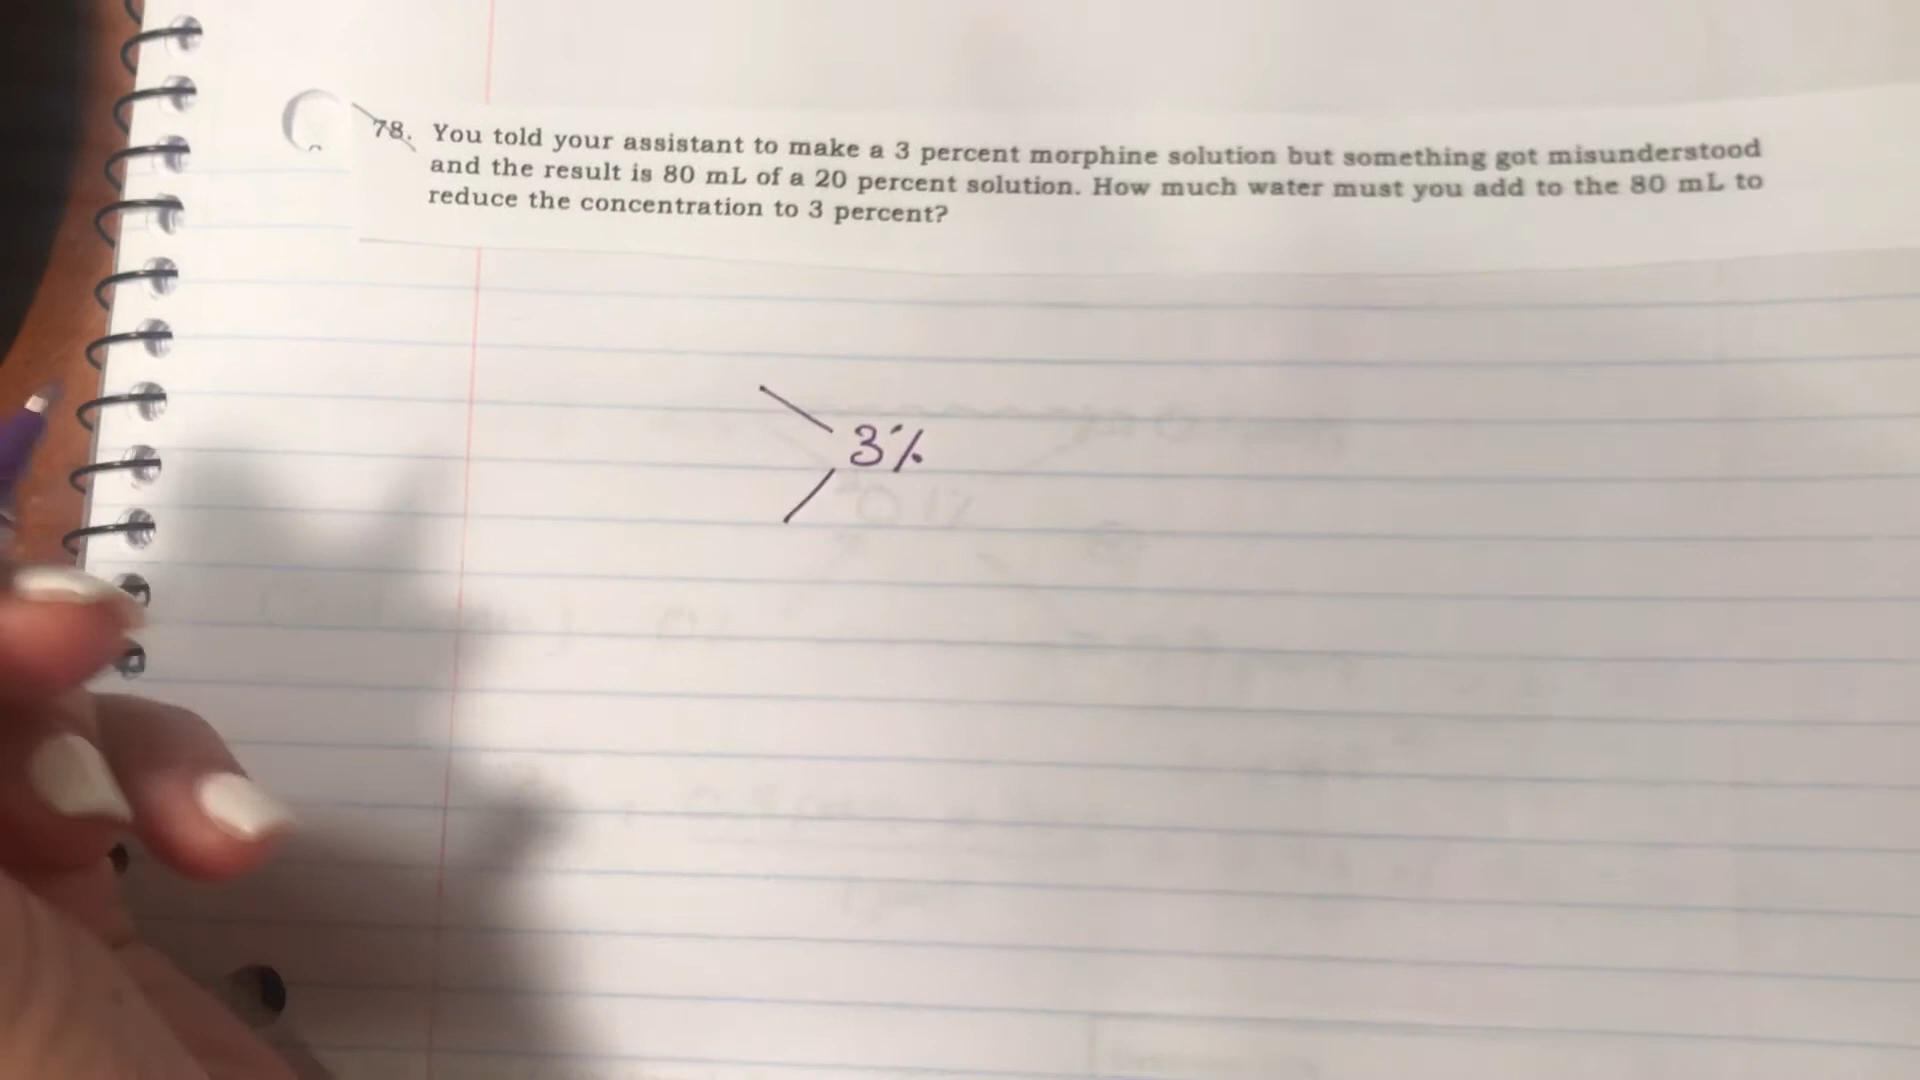 78. You told your assistant to make a 3 percent morphine solution but something got misunderstood
and the result is 80 mL of a 20 percent solution. How much water must you add to the 80 mL to
reduce the concentration to 3 percent?
3%